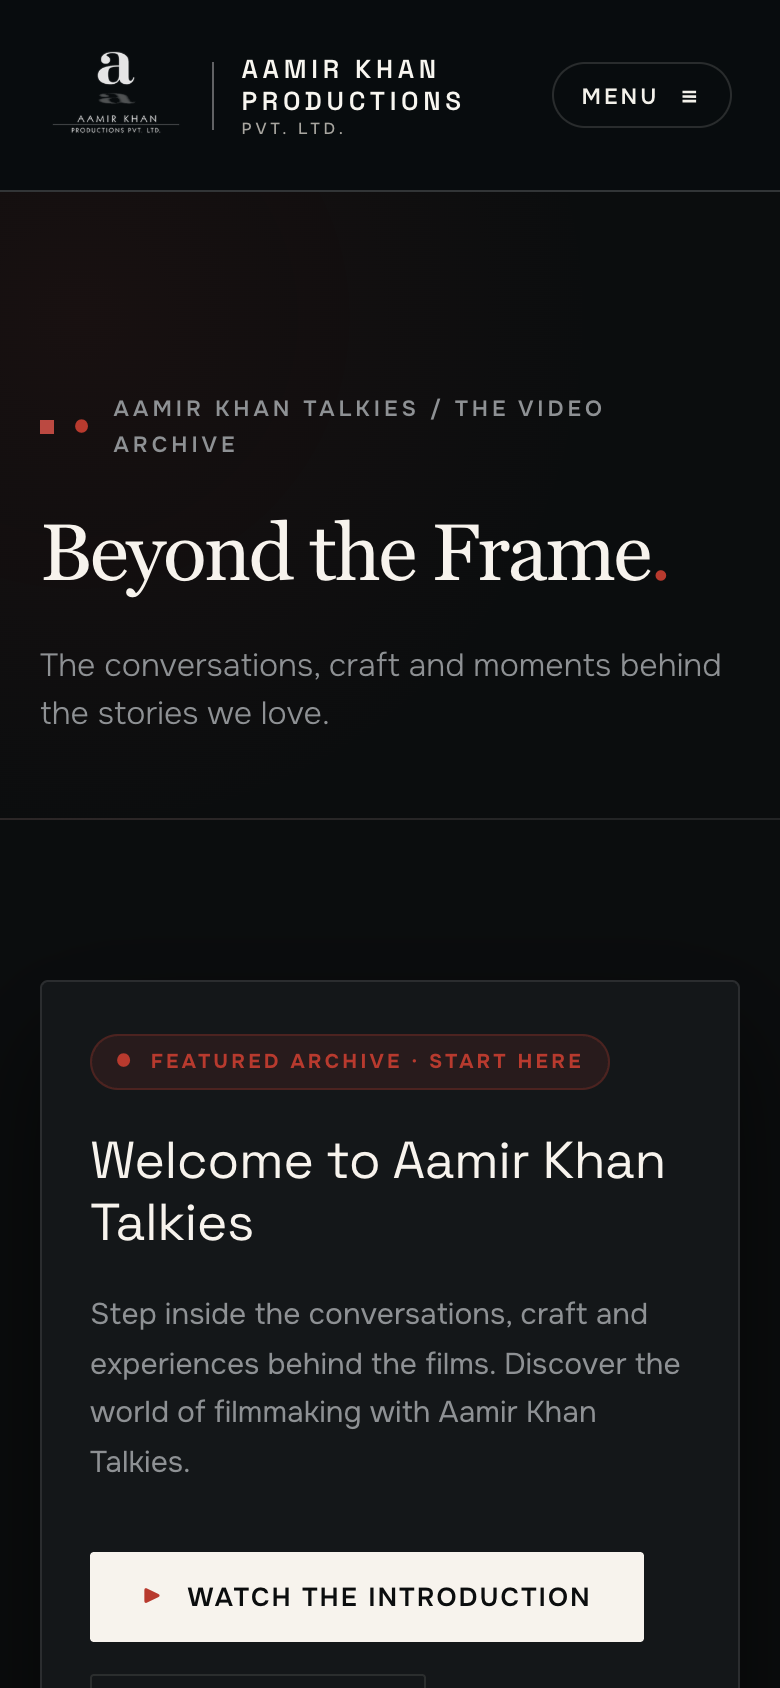 a
AAMIR KHAN
PRODUCTIONS PVT. LTD.
AAMIR KHAN
PRODUCTIONS
PVT. LTD.
MENU
AAMIR KHAN TALKIES / THE VIDEO
ARCHIVE
Beyond the Frame.
The conversations, craft and moments behind
the stories we love.
FEATURED ARCHIVE · START HERE
Welcome to Aamir Khan
Talkies
Step inside the conversations, craft and
experiences behind the films. Discover the
world of filmmaking with Aamir Khan
Talkies.
WATCH THE INTRODUCTION